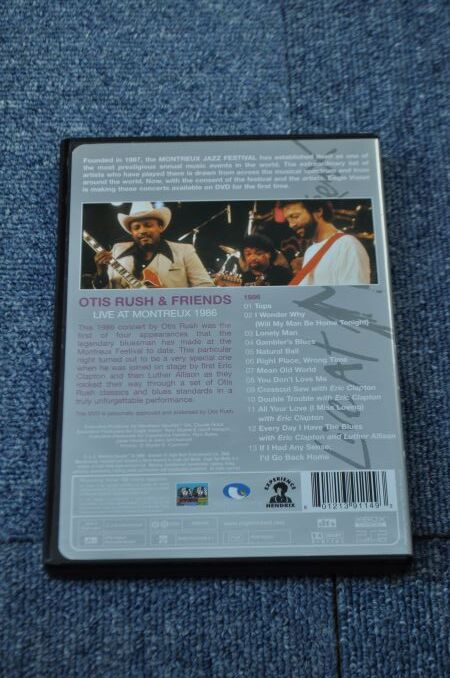 Founded in 1967, the MONTREUX JAZZ FESTIVAL has established itself as one of
the most prestigious annual music events in the world. The extraordinary list of
artists who have played there is drawn from across the musical spectrum and from
around the world. Now, with the consent of the festival and the artists, Eagle Vision
is making these concerts available on DVD for the first time.
OTIS RUSH & FRIENDS
LIVE AT MONTREUX 1986
This 1986 concert by Otis Rush was the
first of four appearances that the
legendary bluesman has made at the
Montreux Festival to date. This particular
night turned out to be a very special one
when he was joined on stage by first Eric
Clapton and then Luther Allison as they
rocked their way through a set of Otis
Rush classics and blues standards in a
truly unforgettable performance.
This DVD is personally approved and endorsed by Otis Rush.
1986
01 Tops
02 I Wonder Why
(Will My Man Be Home Tonight)
03 Lonely Man
04 Gambler's Blues
05 Natural Ball
06 Right Place, Wrong Time
07 Mean Old World
08 You Don't Love Me
09 Crosscut Saw with Eric Clapton
10 Double Trouble with Eric Clapton
11 All Your Love (I Miss Loving)
with Eric Clapton
12 Every Day I Have The Blues
with Eric Clapton and Luther Allison
13 If I Had Any Sense,
I'd Go Back Home
EXPERIENCE
HENDRIX
8 01213 91149
dts